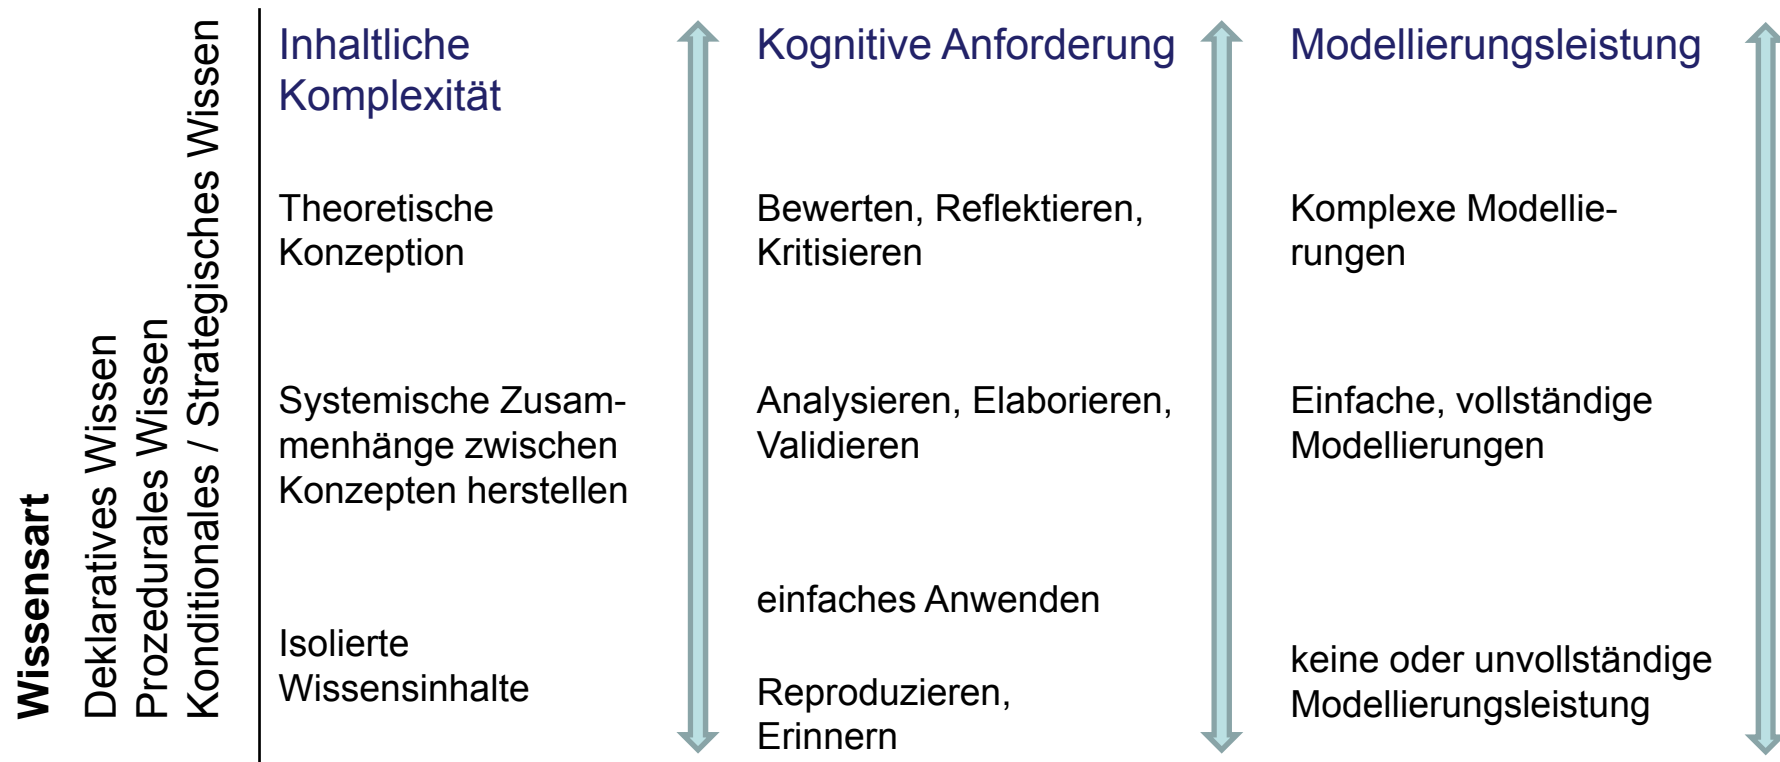 Wissensart
Deklaratives Wissen
Prozedurales Wissen
Konditionales / Strategisches Wissen
Inhaltliche
Komplexität
Theoretische
Konzeption
Systemische Zusam-
menhänge zwischen
Konzepten herstellen
Isolierte
Wissensinhalte
Kognitive Anforderung
Bewerten, Reflektieren,
Kritisieren
Analysieren, Elaborieren,
Validieren
einfaches Anwenden
Reproduzieren,
Erinnern
Modellierungsleistung
Komplexe Modellie-
rungen
Einfache, vollständige
Modellierungen
keine oder unvollständige
Modellierungsleistung